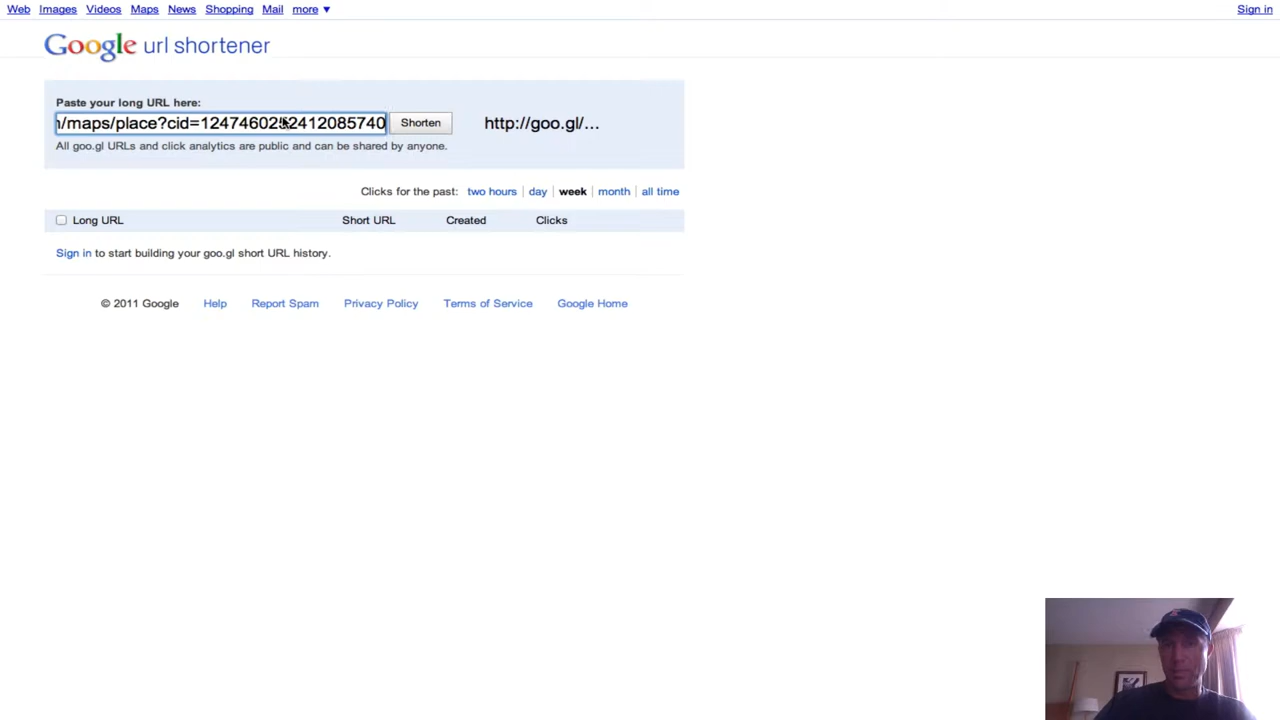 Web Images Videos Maps News Shopping Mail more ▼ Sign in
Google url shortener
Paste your long URL here:
/maps/place?cid= Shorten http://goo.gl/...
All goo.gl URLs and click analytics are public and can be shared by anyone.
Clicks for the past: two hours | day | week | month | all time
Long URL Short URL Created Clicks
Sign in to start building your goo.gl short URL history.
© 2011 Google Help Report Spam Privacy Policy Terms of Service Google Home